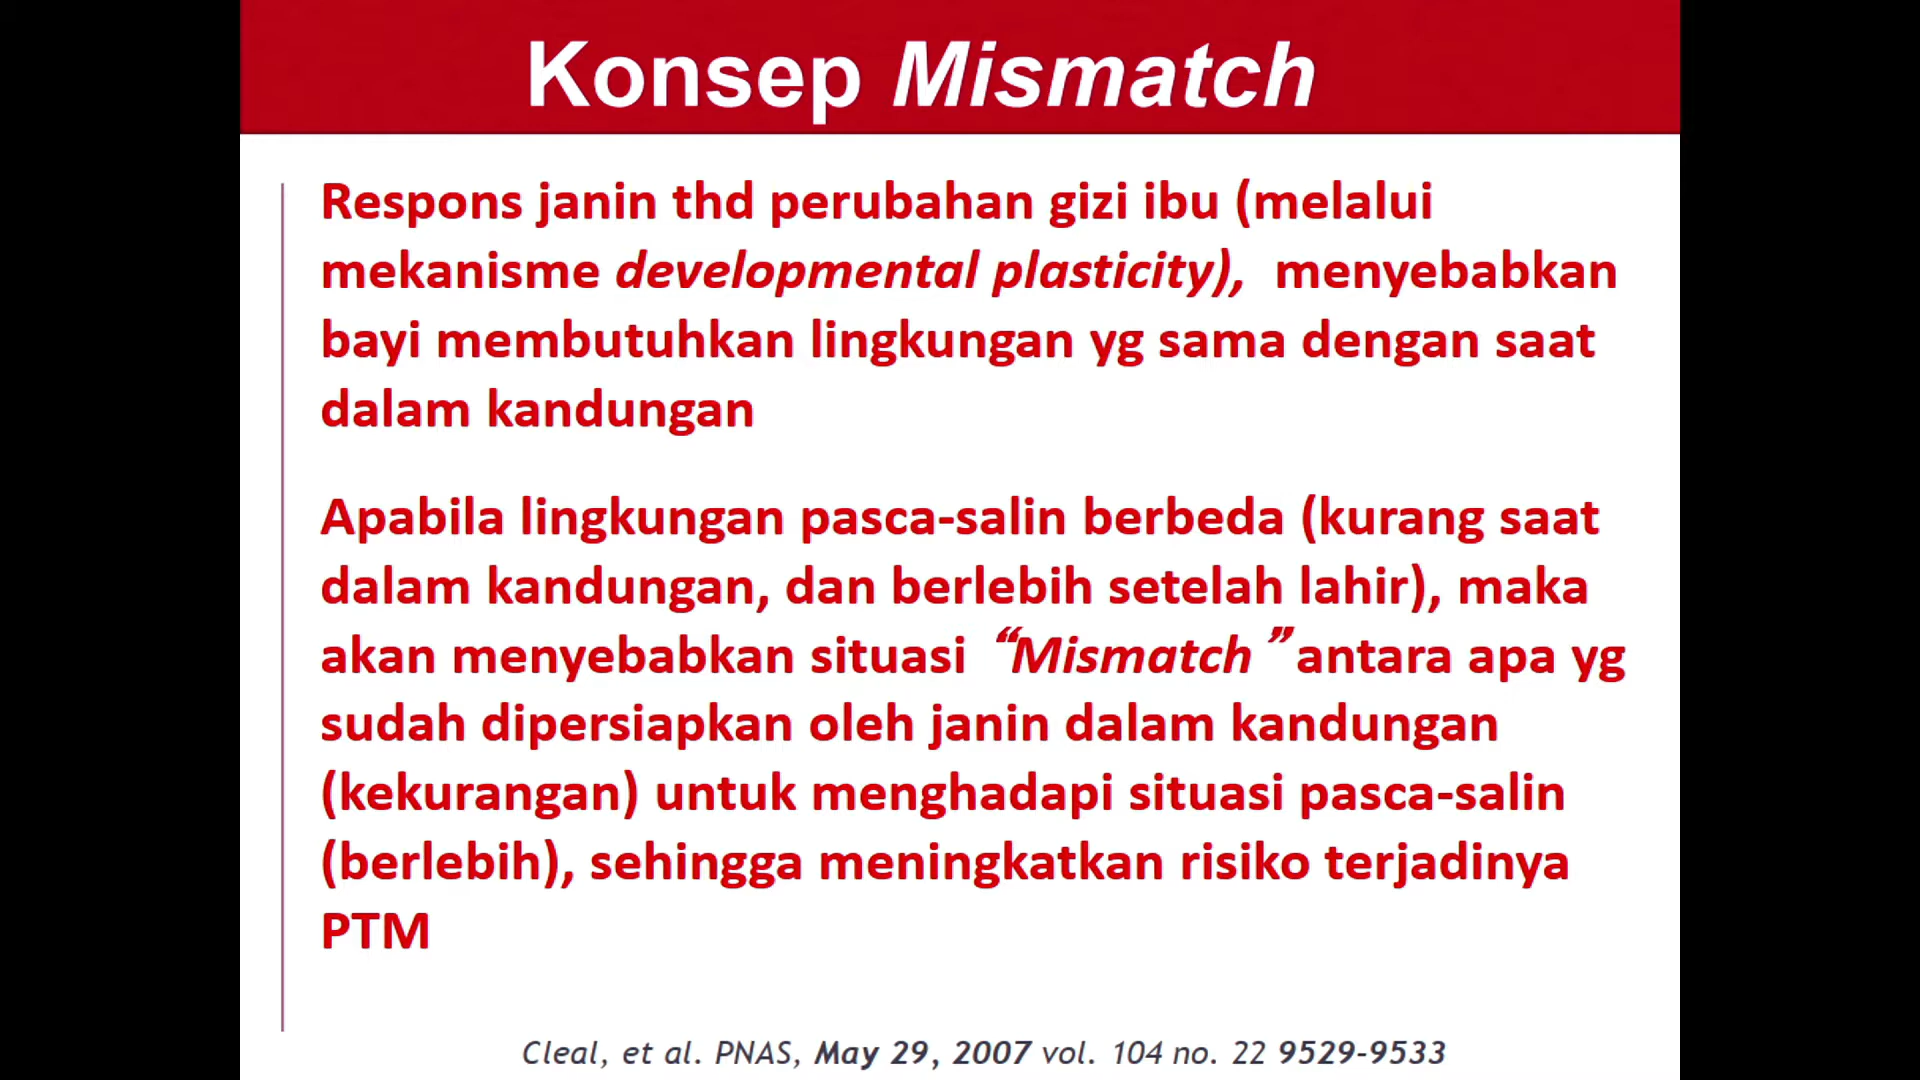 Konsep Mismatch
Respons janin thd perubahan gizi ibu (melalui
mekanisme developmental plasticity), menyebabkan
bayi membutuhkan lingkungan yg sama dengan saat
dalam kandungan
Apabila lingkungan pasca-salin berbeda (kurang saat
dalam kandungan, dan berlebih setelah lahir), maka
akan menyebabkan situasi “Mismatch” antara apa yg
sudah dipersiapkan oleh janin dalam kandungan
(kekurangan) untuk menghadapi situasi pasca-salin
(berlebih), sehingga meningkatkan risiko terjadinya
PTM
Cleal, et al. PNAS, May 29, 2007 vol. 104 no. 22 9529-9533